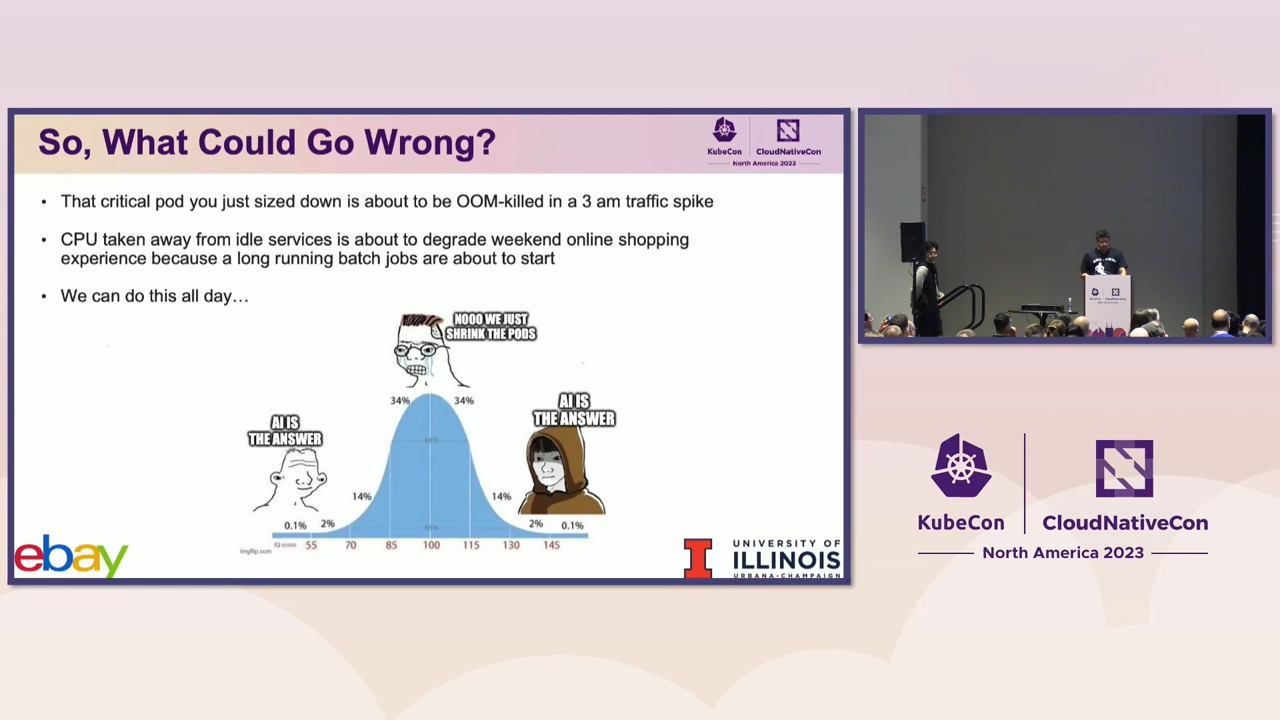 So, What Could Go Wrong?
KubeCon
CloudNativeCon
North America 2023
• That critical pod you just sized down is about to be OOM-killed in a 3 am traffic spike
• CPU taken away from idle services is about to degrade weekend online shopping
experience because a long running batch jobs are about to start
• We can do this all day…
NOOO WE JUST
SHRINK THE PODS
34%
34%
AI IS
THE ANSWER
AI IS
THE ANSWER
14%
14%
0.1%
2%
2%
0.1%
IQ score
55
70
85
100
115
130
145
imgflip.com
ebay
UNIVERSITY OF
ILLINOIS
URBANA-CHAMPAIGN
KubeCon
CloudNativeCon
North America 2023